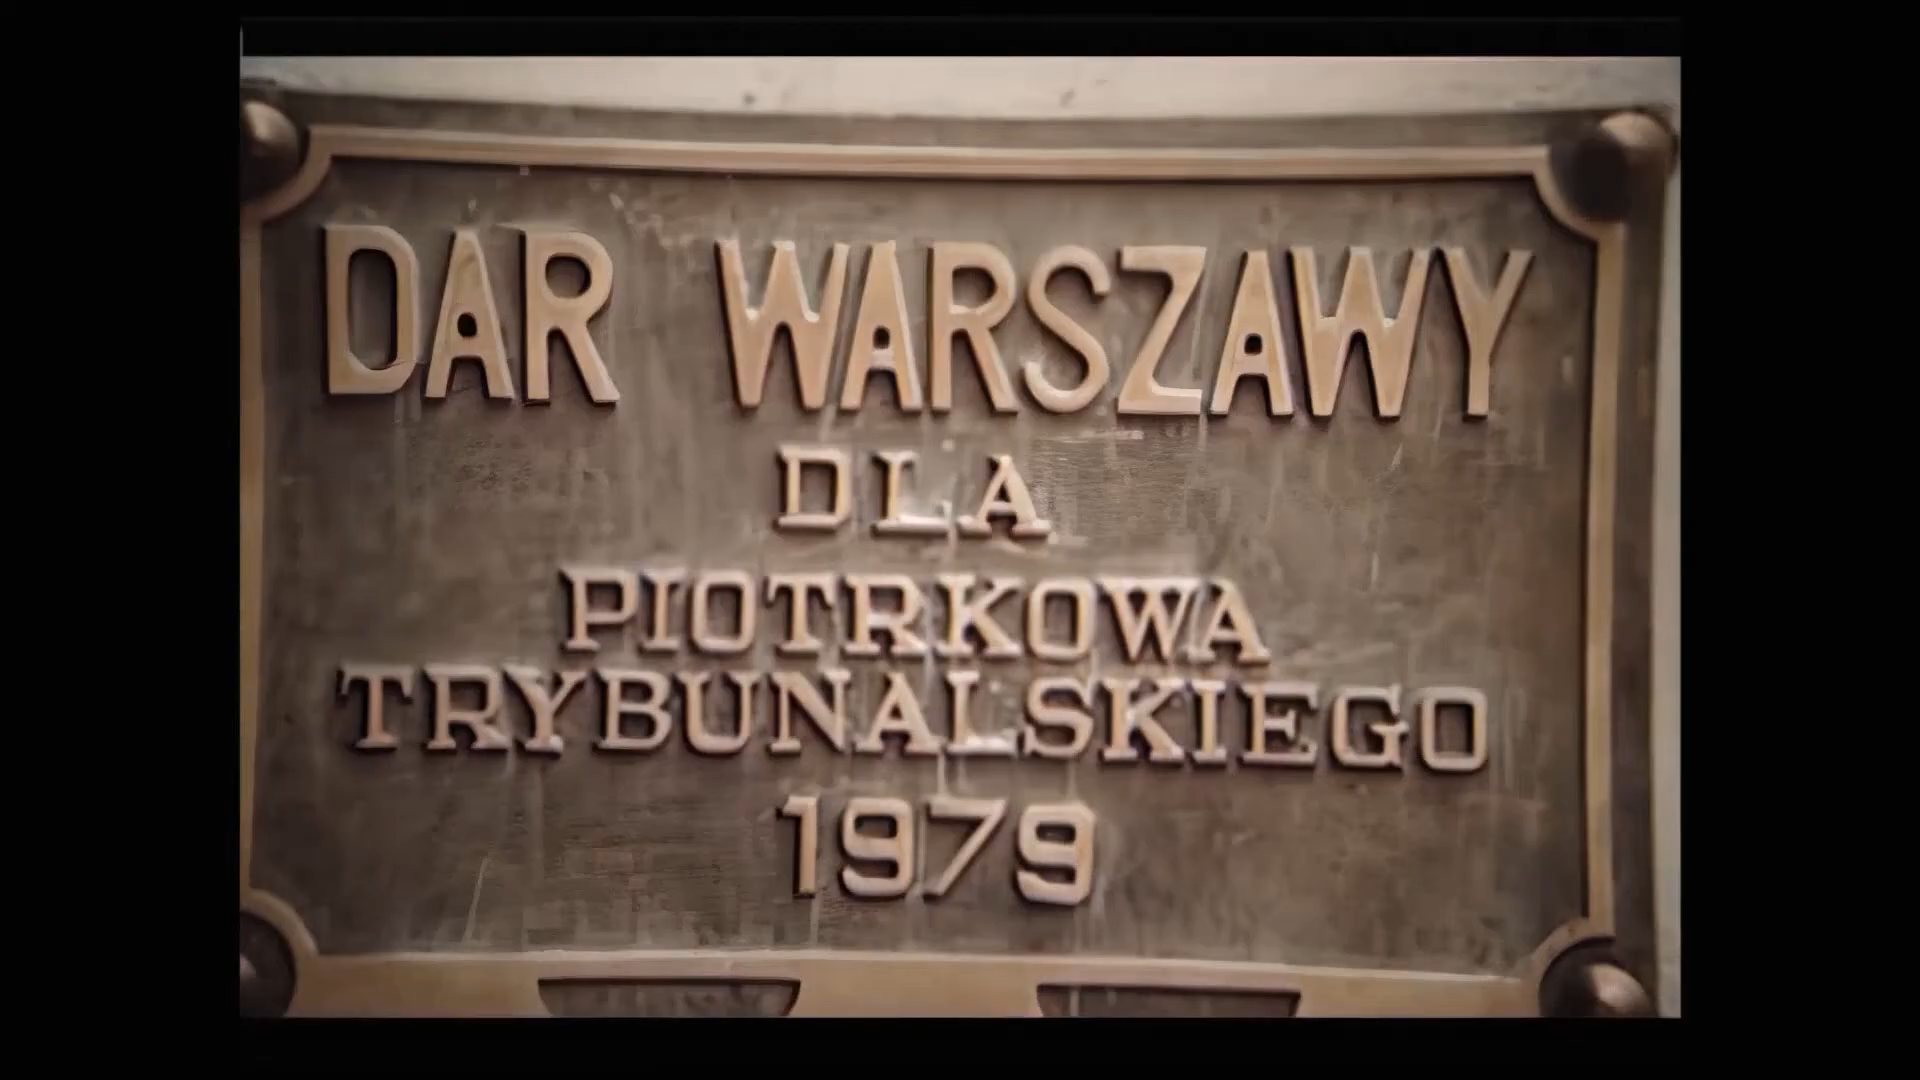 DAR WARSZAWY
DLA
PIOTRKOWA
TRYBUNALSKIEGO
1979